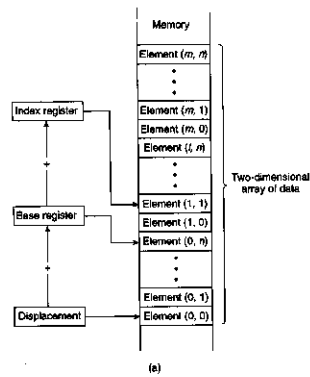 Memory
Element (m, n)
Element (m, 1)
Index register
Element (m, 0)
Element (l, n)
+
Two-dimensional
array of data
Element (1, 1)
Base register
Element (1, 0)
Element (0, n)
+
Element (0, 1)
Displacement
Element (0, 0)
(a)